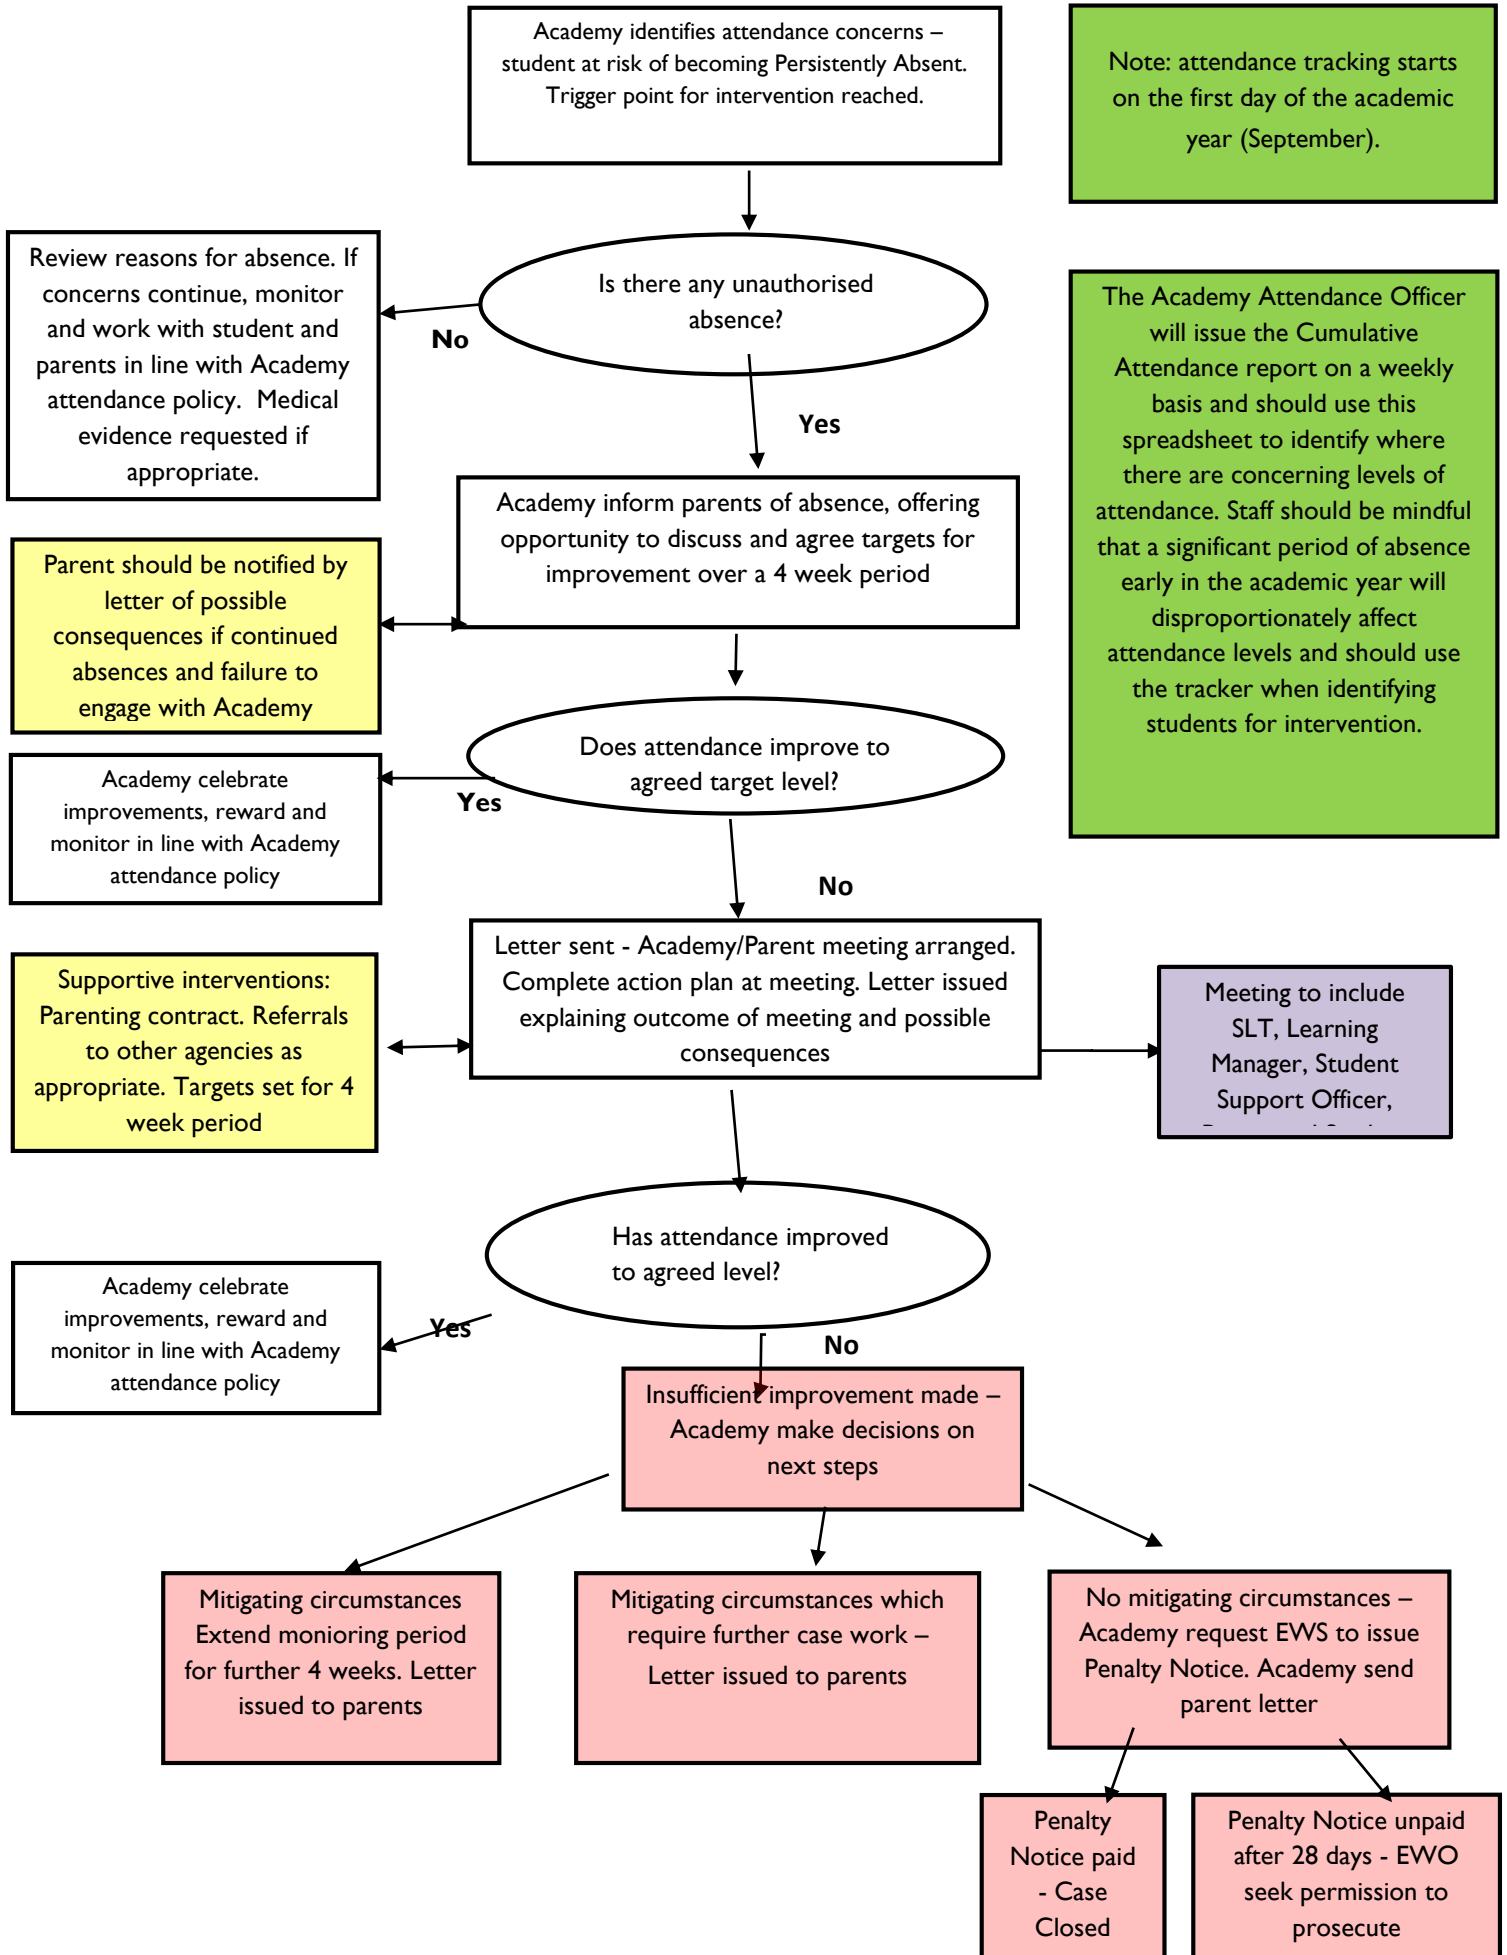 Academy identifies attendance concerns –
student at risk of becoming Persistently Absent.
Trigger point for intervention reached.
Note: attendance tracking starts
on the first day of the academic
year (September).
Is there any unauthorised
absence?
No
Yes
Review reasons for absence. If
concerns continue, monitor
and work with student and
parents in line with Academy
attendance policy. Medical
evidence requested if
appropriate.
The Academy Attendance Officer
will issue the Cumulative
Attendance report on a weekly
basis and should use this
spreadsheet to identify where
there are concerning levels of
attendance. Staff should be mindful
that a significant period of absence
early in the academic year will
disproportionately affect
attendance levels and should use
the tracker when identifying
students for intervention.
Academy inform parents of absence, offering
opportunity to discuss and agree targets for
improvement over a 4 week period
Parent should be notified by
letter of possible
consequences if continued
absences and failure to
engage with Academy
Does attendance improve to
agreed target level?
Yes
No
Academy celebrate
improvements, reward and
monitor in line with Academy
attendance policy
Letter sent - Academy/Parent meeting arranged.
Complete action plan at meeting. Letter issued
explaining outcome of meeting and possible
consequences
Supportive interventions:
Parenting contract. Referrals
to other agencies as
appropriate. Targets set for 4
week period
Meeting to include
SLT, Learning
Manager, Student
Support Officer,
Has attendance improved
to agreed level?
Yes
No
Academy celebrate
improvements, reward and
monitor in line with Academy
attendance policy
Insufficient improvement made –
Academy make decisions on
next steps
Mitigating circumstances
Extend monioring period
for further 4 weeks. Letter
issued to parents
Mitigating circumstances which
require further case work –
Letter issued to parents
No mitigating circumstances –
Academy request EWS to issue
Penalty Notice. Academy send
parent letter
Penalty
Notice paid
- Case
Closed
Penalty Notice unpaid
after 28 days - EWO
seek permission to
prosecute